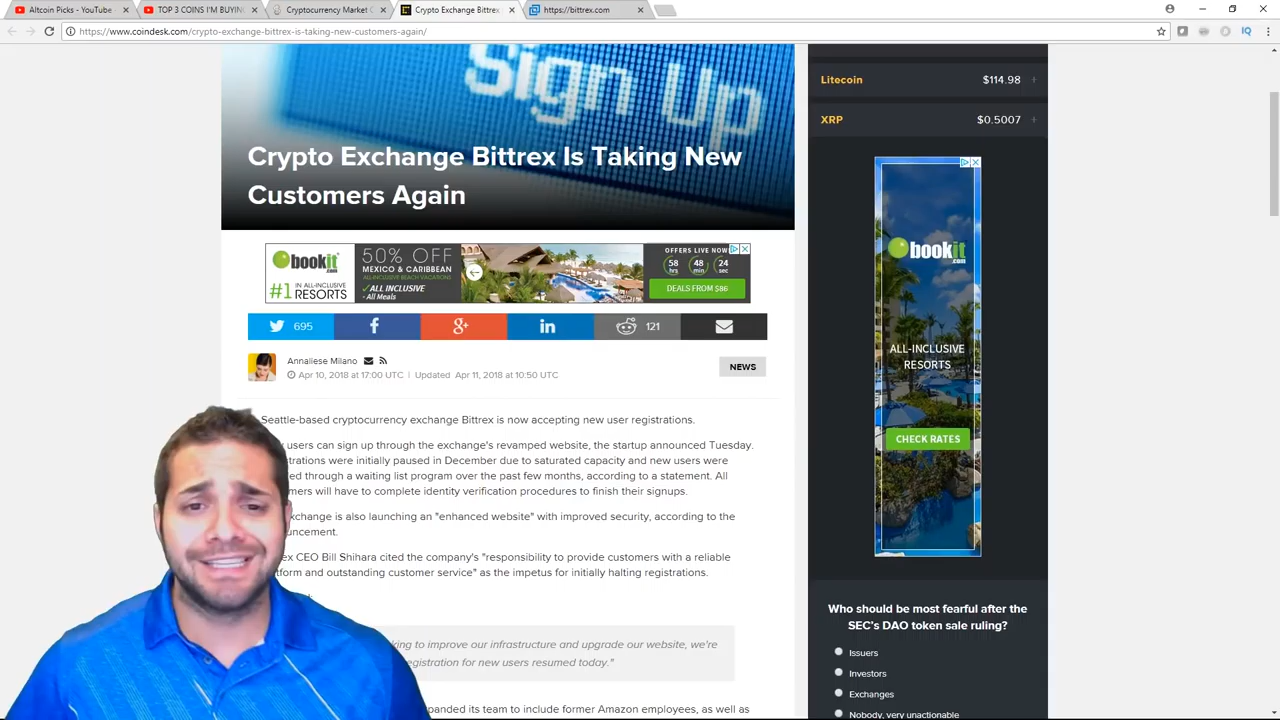 Altcoin Picks - YouTube
TOP 3 COINS I'M BUYING
Cryptocurrency Market C
Crypto Exchange Bittrex
https://bittrex.com
https://www.coindesk.com/crypto-exchange-bittrex-is-taking-new-customers-again/
Sign Up
Crypto Exchange Bittrex Is Taking New
Customers Again
bookit
.com
#1 IN ALL-INCLUSIVE
RESORTS
50% OFF
MEXICO & CARIBBEAN
ALL-INCLUSIVE BEACH VACATIONS
✓ALL INCLUSIVE
- All Meals
OFFERS LIVE NOW
58 48 24
hrs min sec
DEALS FROM $86
695
121
Annaliese Milano
Apr 10, 2018 at 17:00 UTC | Updated Apr 11, 2018 at 10:50 UTC
NEWS
Seattle-based cryptocurrency exchange Bittrex is now accepting new user registrations.
users can sign up through the exchange's revamped website, the startup announced Tuesday.
trations were initially paused in December due to saturated capacity and new users were
ed through a waiting list program over the past few months, according to a statement. All
mers will have to complete identity verification procedures to finish their signups.
xchange is also launching an "enhanced website" with improved security, according to the
uncement.
ex CEO Bill Shihara cited the company's "responsibility to provide customers with a reliable
tform and outstanding customer service" as the impetus for initially halting registrations.
king to improve our infrastructure and upgrade our website, we're
egistration for new users resumed today."
panded its team to include former Amazon employees, as well as
Litecoin $114.98 +
XRP $0.5007 +
bookit
.com
ALL-INCLUSIVE
RESORTS
CHECK RATES
Who should be most fearful after the
SEC's DAO token sale ruling?
Issuers
Investors
Exchanges
Nobody, very unactionable